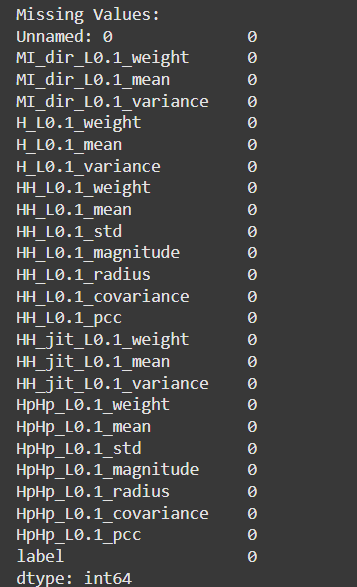 Missing Values:
Unnamed: 0 0
MI_dir_L0.1_weight 0
MI_dir_L0.1_mean 0
MI_dir_L0.1_variance 0
H_L0.1_weight 0
H_L0.1_mean 0
H_L0.1_variance 0
HH_L0.1_weight 0
HH_L0.1_mean 0
HH_L0.1_std 0
HH_L0.1_magnitude 0
HH_L0.1_radius 0
HH_L0.1_covariance 0
HH_L0.1_pcc 0
HH_jit_L0.1_weight 0
HH_jit_L0.1_mean 0
HH_jit_L0.1_variance 0
HpHp_L0.1_weight 0
HpHp_L0.1_mean 0
HpHp_L0.1_std 0
HpHp_L0.1_magnitude 0
HpHp_L0.1_radius 0
HpHp_L0.1_covariance 0
HpHp_L0.1_pcc 0
label 0
dtype: int64